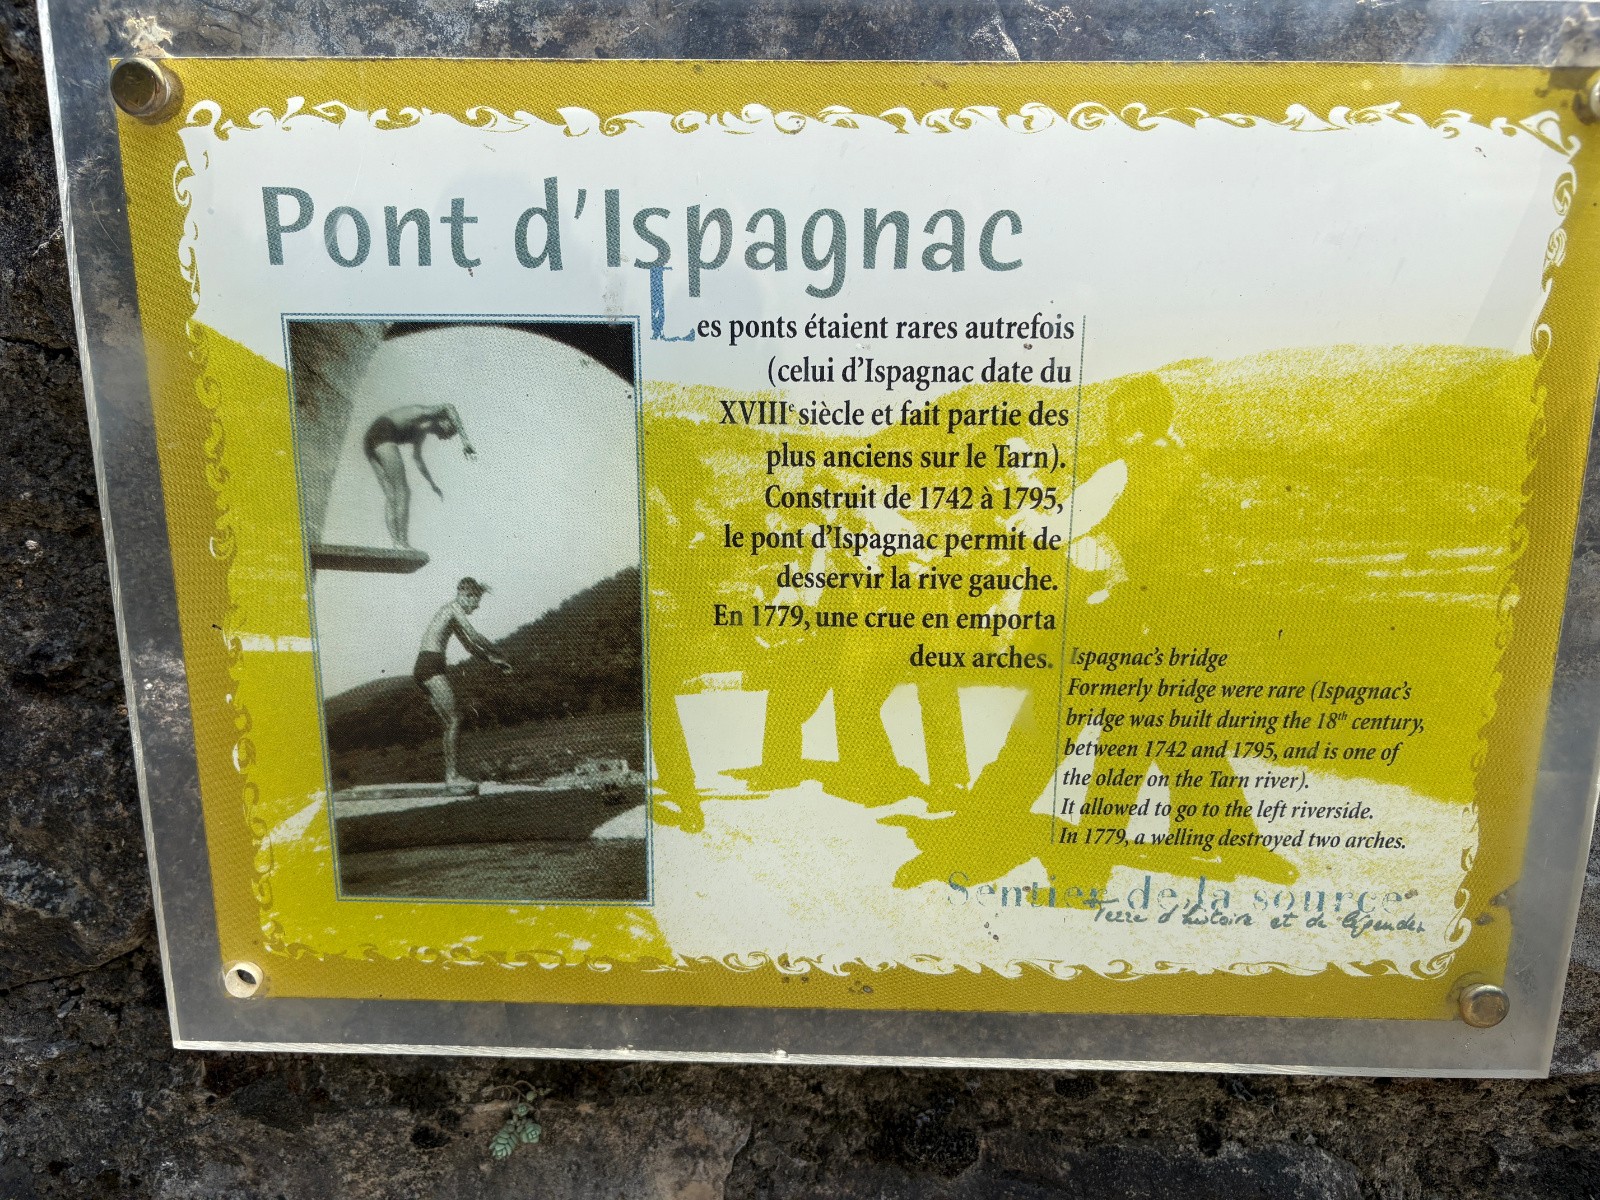 Pont d'Ispagnac
Les ponts étaient rares autrefois
(celui d'Ispagnac date du
XVIIIe siècle et fait partie des
plus anciens sur le Tarn).
Construit de 1742 à 1795,
le pont d'Ispagnac permit de
desservir la rive gauche.
En 1779, une crue en emporta
deux arches.
Ispagnac's bridge
Formerly bridge were rare (Ispagnac's
bridge was built during the 18th century,
between 1742 and 1795, and is one of
the older on the Tarn river).
It allowed to go to the left riverside.
In 1779, a welling destroyed two arches.
Sentier de la source
Terre d'histoire et de légendes